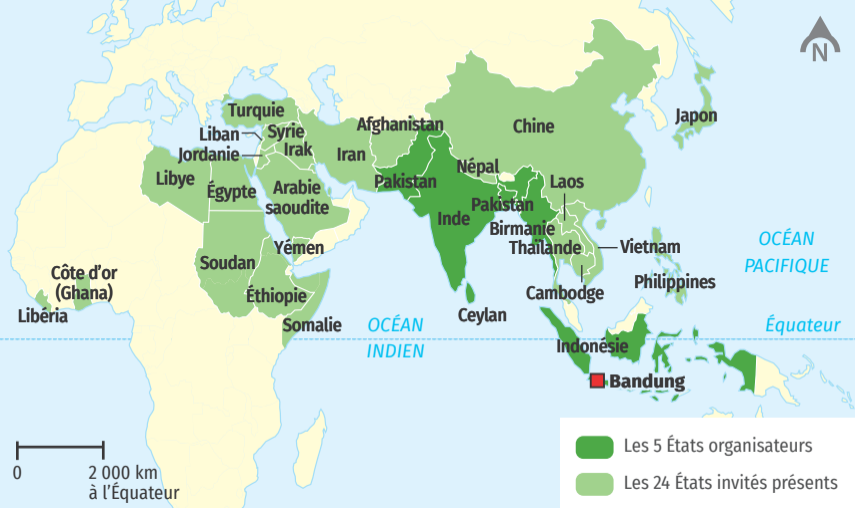 N
Turquie
Liban
Syrie
Jordanie
Irak
Iran
Afghanistan
Chine
Japon
Libye
Égypte
Arabie
saoudite
Pakistan
Népal
Laos
Inde
Pakistan
Birmanie
Thaïlande
Vietnam
Yémen
Soudan
Côte d'or
(Ghana)
Libéria
Éthiopie
Somalie
Ceylan
Cambodge
Philippines
OCÉAN
PACIFIQUE
OCÉAN
INDIEN
Équateur
Indonésie
Bandung
0
2 000 km
à l'Équateur
Les 5 États organisateurs
Les 24 États invités présents